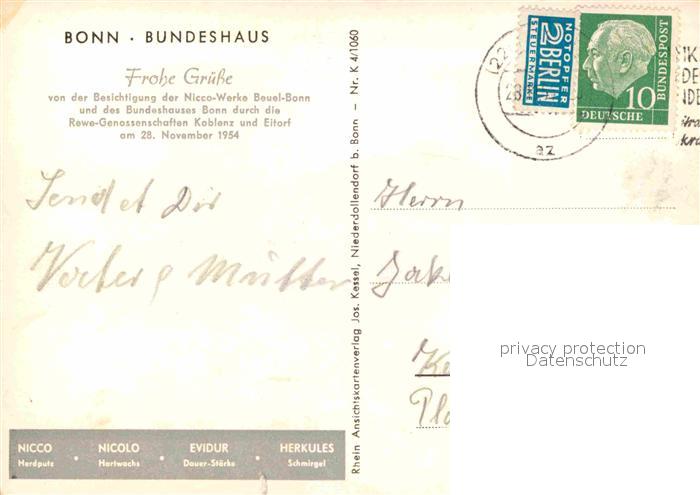 BONN · BUNDESHAUS
Frohe Grüße
von der Besichtigung der Nicco-Werke Beuel-Bonn
und des Bundeshauses Bonn durch die
Rewe-Genossenschaften Koblenz und Eitorf
am 28. November 1954
Sendet Dir
Vater & Mutter
NICCO · NICOLO · EVIDUR · HERKULES
Herdputz Hartwachs Dauer-Stärke Schmirgel
Rhein Ansichtskartenverlag Jos. Kessel, Niederdollendorf b. Bonn – Nr. K 4/1060
NOTOPFER
2 BERLIN
STEUERMARKE
10
DEUTSCHE
BUNDESPOST
(22
28
az
Herrn
privacy protection
Datenschutz